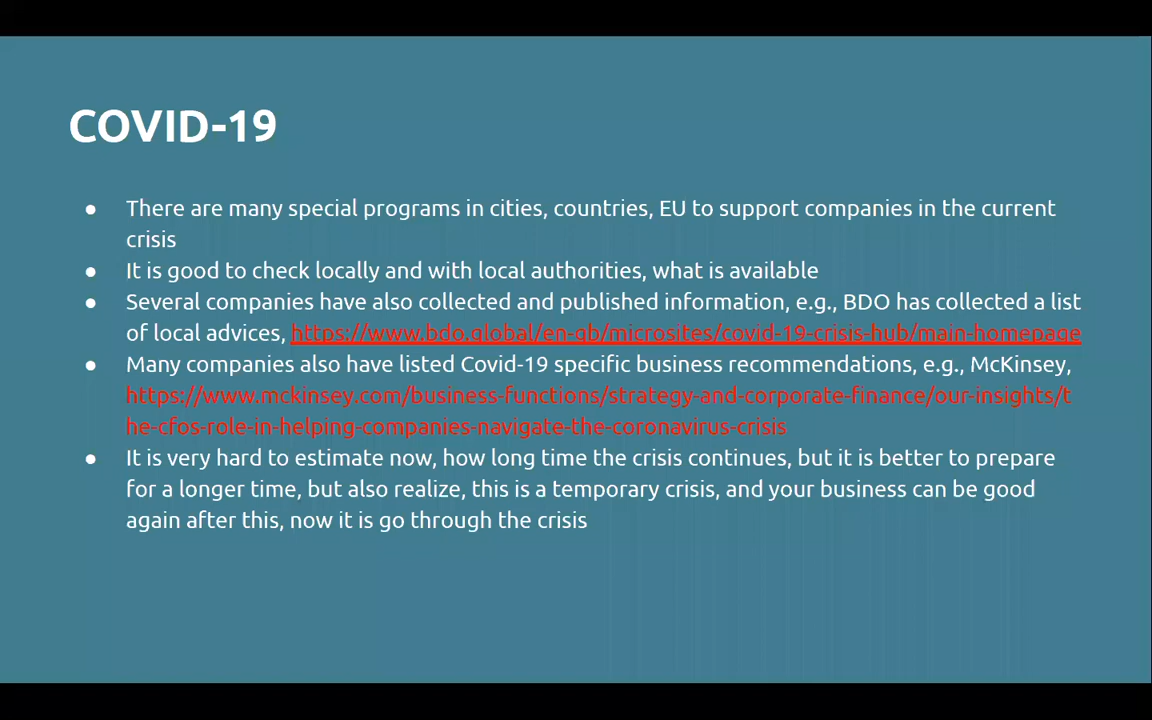 COVID-19
● There are many special programs in cities, countries, EU to support companies in the current
crisis
● It is good to check locally and with local authorities, what is available
● Several companies have also collected and published information, e.g., BDO has collected a list
of local advices, https://www.bdo.global/en-gb/microsites/covid-19-crisis-hub/main-homepage
● Many companies also have listed Covid-19 specific business recommendations, e.g., McKinsey,
https://www.mckinsey.com/business-functions/strategy-and-corporate-finance/our-insights/t
he-cfos-role-in-helping-companies-navigate-the-coronavirus-crisis
● It is very hard to estimate now, how long time the crisis continues, but it is better to prepare
for a longer time, but also realize, this is a temporary crisis, and your business can be good
again after this, now it is go through the crisis